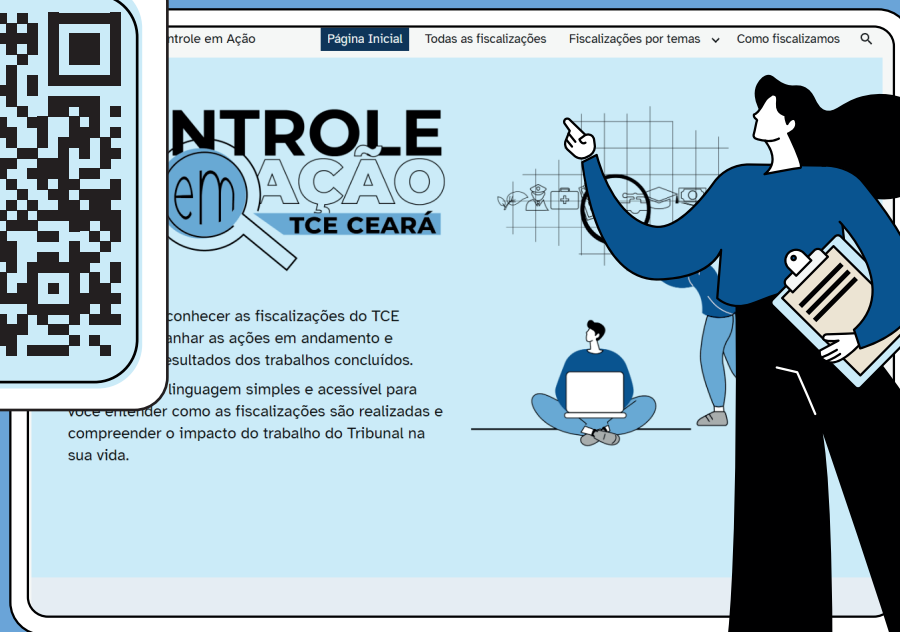 ntrole em Ação
Página Inicial
Todas as fiscalizações
Fiscalizações por temas
Como fiscalizamos
NTROLE
em AÇÃO
TCE CEARÁ
conhecer as fiscalizações do TCE
anhar as ações em andamento e
esultados dos trabalhos concluídos.
linguagem simples e acessível para
você entender como as fiscalizações são realizadas e
compreender o impacto do trabalho do Tribunal na
sua vida.